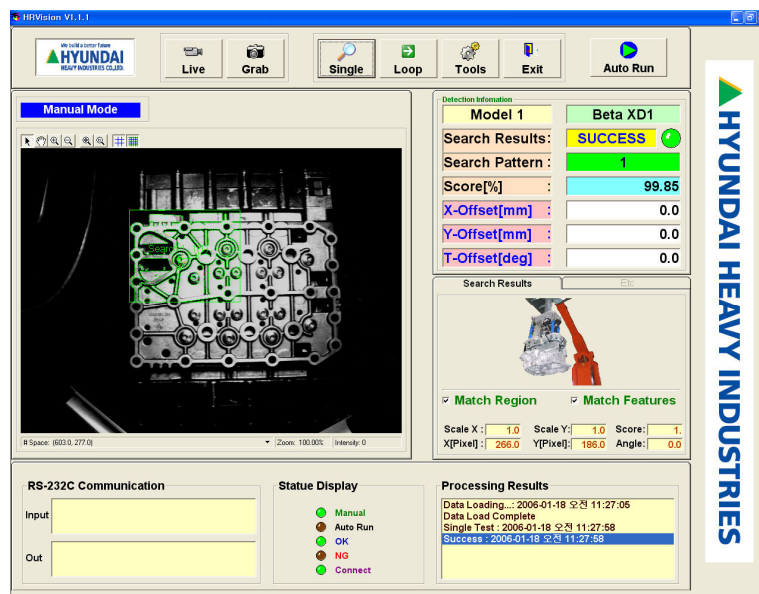 HRVision V1.1.1
We build a better future
HYUNDAI
HEAVY INDUSTRIES CO.,LTD.
Live
Grab
Single
Loop
Tools
Exit
Auto Run
Manual Mode
# Space: (603.0, 277.0)
Zoom: 100.00%
Intensity: 0
Detection Infomation
Model 1
Beta XD1
Search Results:
SUCCESS
Search Pattern :
1
Score[%] :
99.85
X-Offset[mm] :
0.0
Y-Offset[mm] :
0.0
T-Offset[deg] :
0.0
Search Results
Etc
Match Region
Match Features
Scale X : 1.0 Scale Y: 1.0 Score: 1.
X[Pixel] : 266.0 Y[Pixel]: 186.0 Angle: 0.0
RS-232C Communication
Input
Out
Statue Display
Manual
Auto Run
OK
NG
Connect
Processing Results
Data Loading...: 2006-01-18 오전 11:27:05
Data Load Complete
Single Test : 2006-01-18 오전 11:27:58
Success : 2006-01-18 오전 11:27:58
HYUNDAI HEAVY INDUSTRIES